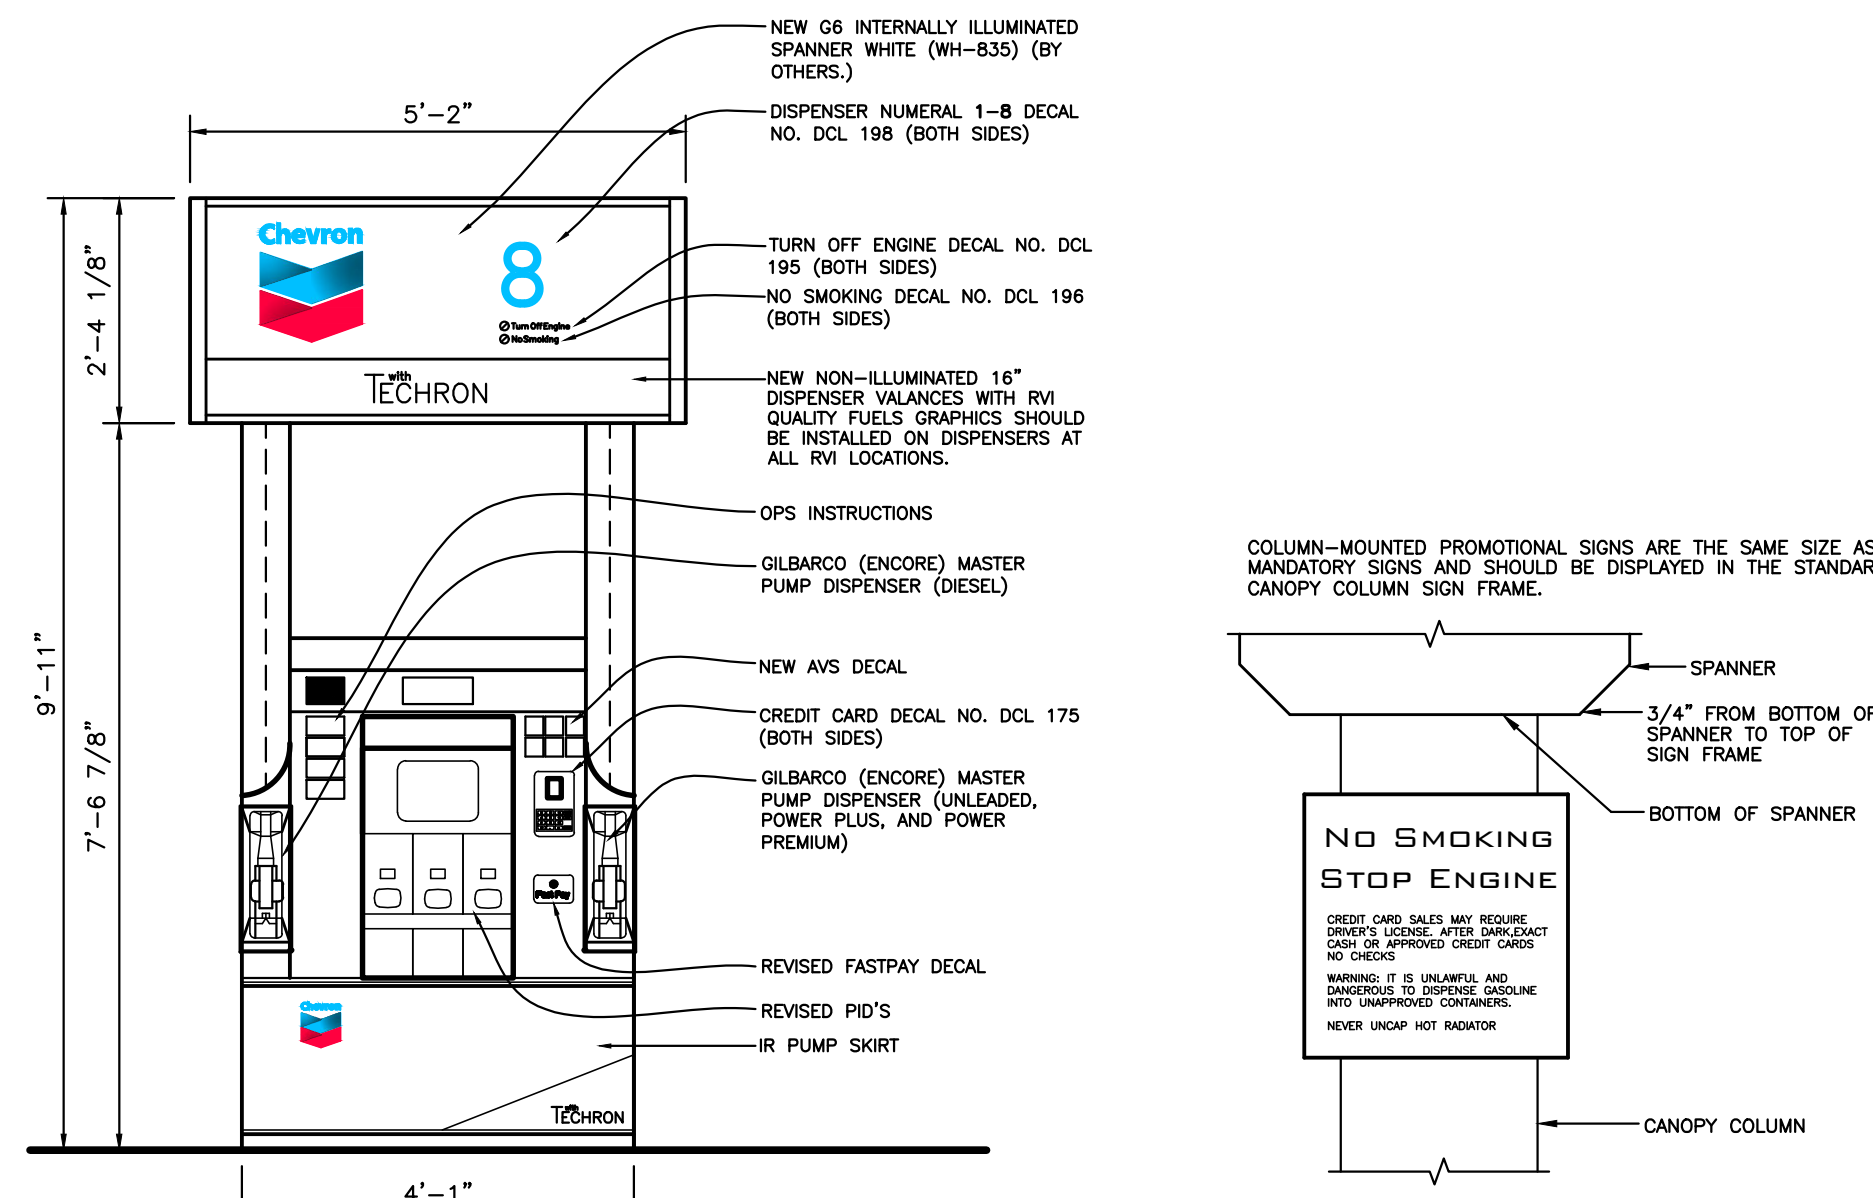 NEW G6 INTERNALLY ILLUMINATED
SPANNER WHITE (WH-835) (BY
OTHERS.)
5'-2"
DISPENSER NUMERAL 1-8 DECAL
NO. DCL 198 (BOTH SIDES)
Chevron
8
TURN OFF ENGINE DECAL NO. DCL
195 (BOTH SIDES)
2'-4 1/8"
NO SMOKING DECAL NO. DCL 196
(BOTH SIDES)
Turn Off Engine
No Smoking
with
TECHRON
NEW NON-ILLUMINATED 16"
DISPENSER VALANCES WITH RVI
QUALITY FUELS GRAPHICS SHOULD
BE INSTALLED ON DISPENSERS AT
ALL RVI LOCATIONS.
OPS INSTRUCTIONS
GILBARCO (ENCORE) MASTER
PUMP DISPENSER (DIESEL)
9'-11"
7'-6 7/8"
NEW AVS DECAL
CREDIT CARD DECAL NO. DCL 175
(BOTH SIDES)
GILBARCO (ENCORE) MASTER
PUMP DISPENSER (UNLEADED,
POWER PLUS, AND POWER
PREMIUM)
FastPay
REVISED FASTPAY DECAL
REVISED PID'S
Chevron
IR PUMP SKIRT
with
TECHRON
4'-1"
COLUMN-MOUNTED PROMOTIONAL SIGNS ARE THE SAME SIZE AS
MANDATORY SIGNS AND SHOULD BE DISPLAYED IN THE STANDAR
CANOPY COLUMN SIGN FRAME.
SPANNER
3/4" FROM BOTTOM OF
SPANNER TO TOP OF
SIGN FRAME
BOTTOM OF SPANNER
NO SMOKING
STOP ENGINE
CREDIT CARD SALES MAY REQUIRE
DRIVER'S LICENSE. AFTER DARK,EXACT
CASH OR APPROVED CREDIT CARDS
NO CHECKS
WARNING: IT IS UNLAWFUL AND
DANGEROUS TO DISPENSE GASOLINE
INTO UNAPPROVED CONTAINERS.
NEVER UNCAP HOT RADIATOR
CANOPY COLUMN